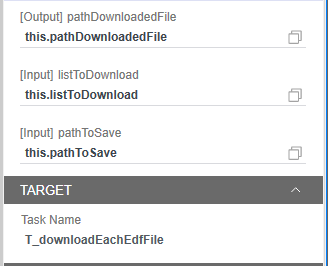 [Output] pathDownloadedFile
this.pathDownloadedFile
[Input] listToDownload
this.listToDownload
[Input] pathToSave
this.pathToSave
TARGET
Task Name
T_downloadEachEdfFile